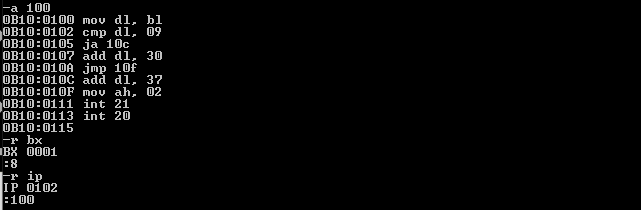 -a 100
0B10:0100 mov dl, bl
0B10:0102 cmp dl, 09
0B10:0105 ja 10c
0B10:0107 add dl, 30
0B10:010A jmp 10f
0B10:010C add dl, 37
0B10:010F mov ah, 02
0B10:0111 int 21
0B10:0113 int 20
0B10:0115
-r bx
BX 0001
:8
-r ip
IP 0102
:100